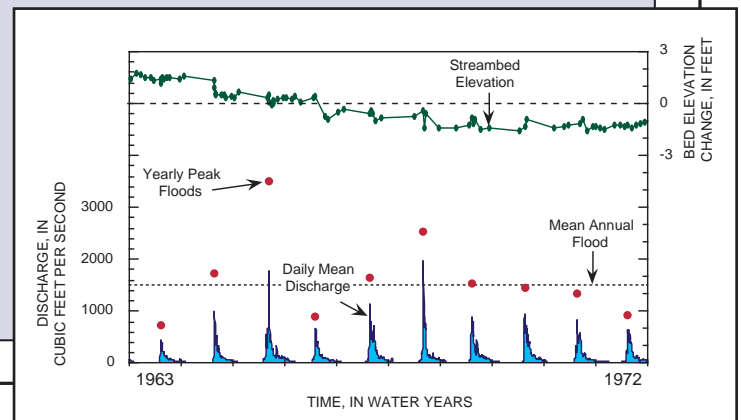 3
0
-3
BED ELEVATION
CHANGE, IN FEET
Streambed
Elevation
Yearly Peak
Floods
Mean Annual
Flood
Daily Mean
Discharge
DISCHARGE, IN
CUBIC FEET PER SECOND
3000
2000
1000
0
1963
1972
TIME, IN WATER YEARS